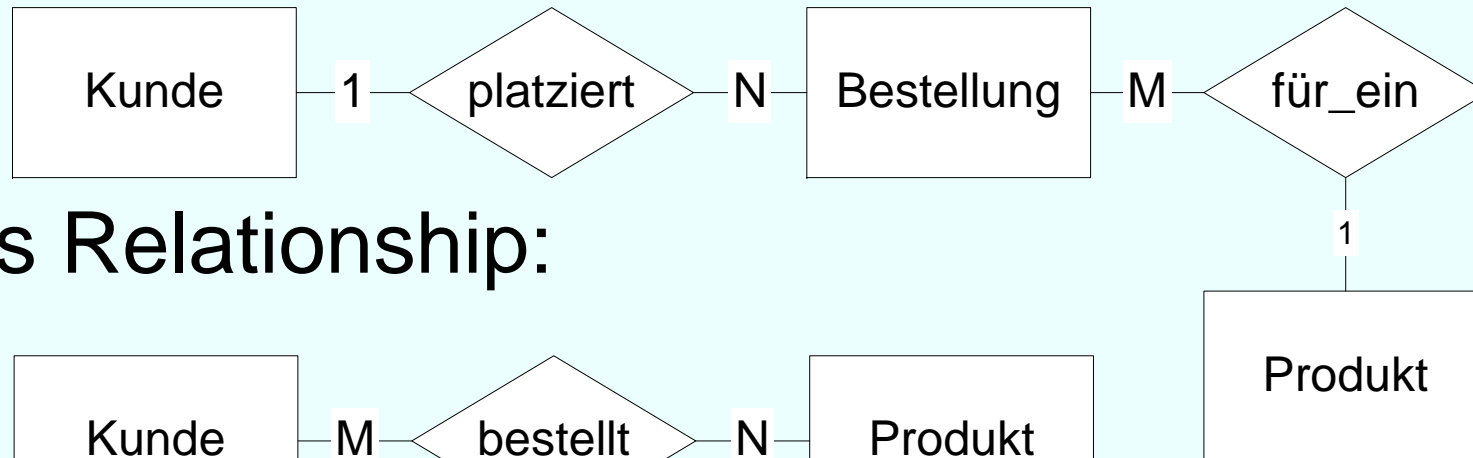 Kunde 1 platziert N Bestellung M für_ein
1
s Relationship:
Produkt
Kunde M bestellt N Produkt